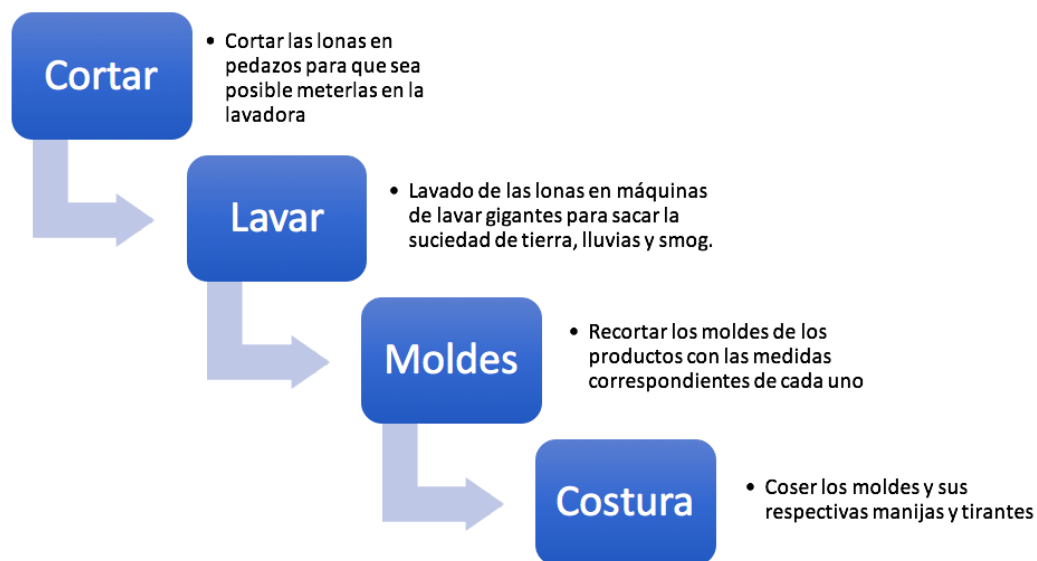 Cortar
• Cortar las lonas en
pedazos para que sea
posible meterlas en la
lavadora
Lavar
• Lavado de las lonas en máquinas
de lavar gigantes para sacar la
suciedad de tierra, lluvias y smog.
Moldes
• Recortar los moldes de los
productos con las medidas
correspondientes de cada uno
Costura
• Coser los moldes y sus
respectivas manijas y tirantes